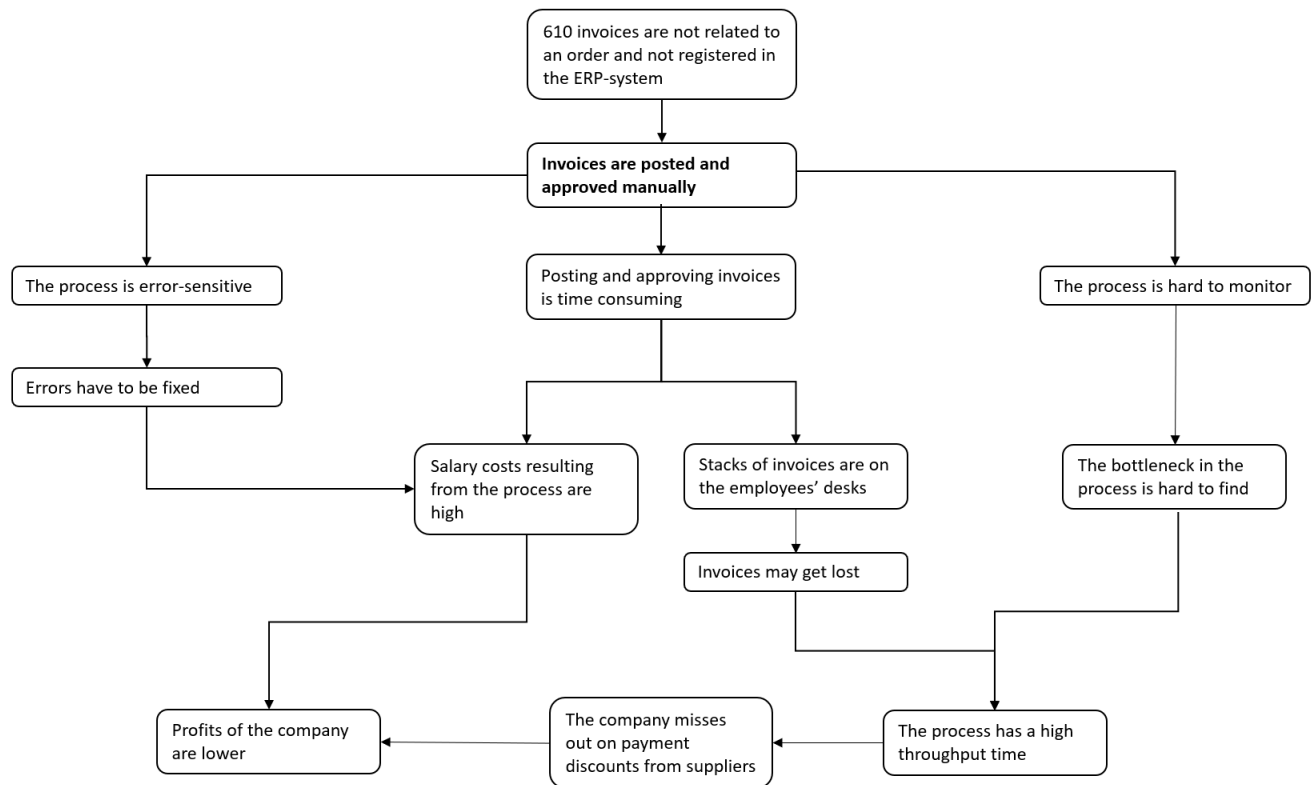 610 invoices are not related to
an order and not registered in
the ERP-system
Invoices are posted and
approved manually
The process is error-sensitive
Posting and approving invoices
is time consuming
The process is hard to monitor
Errors have to be fixed
Salary costs resulting
from the process are
high
Stacks of invoices are on
the employees’ desks
The bottleneck in the
process is hard to find
Invoices may get lost
Profits of the company
are lower
The company misses
out on payment
discounts from suppliers
The process has a high
throughput time